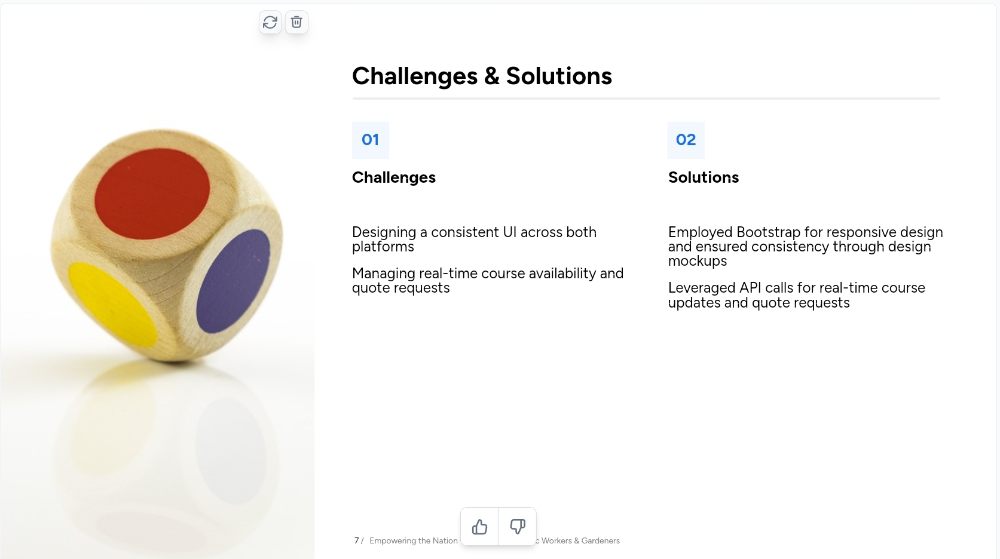 Challenges & Solutions
01
Challenges
Designing a consistent UI across both
platforms
Managing real-time course availability and
quote requests
02
Solutions
Employed Bootstrap for responsive design
and ensured consistency through design
mockups
Leveraged API calls for real-time course
updates and quote requests
7 / Empowering the Nation Workers & Gardeners